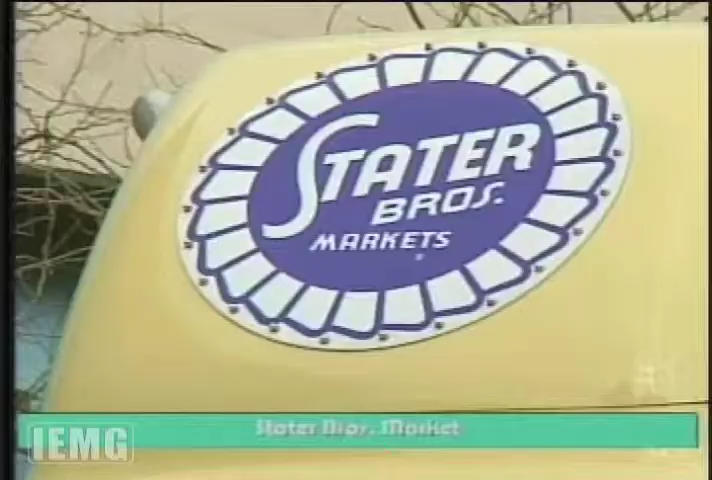 STATER
BROS.
MARKETS
Stater Bros. Market
IEMG